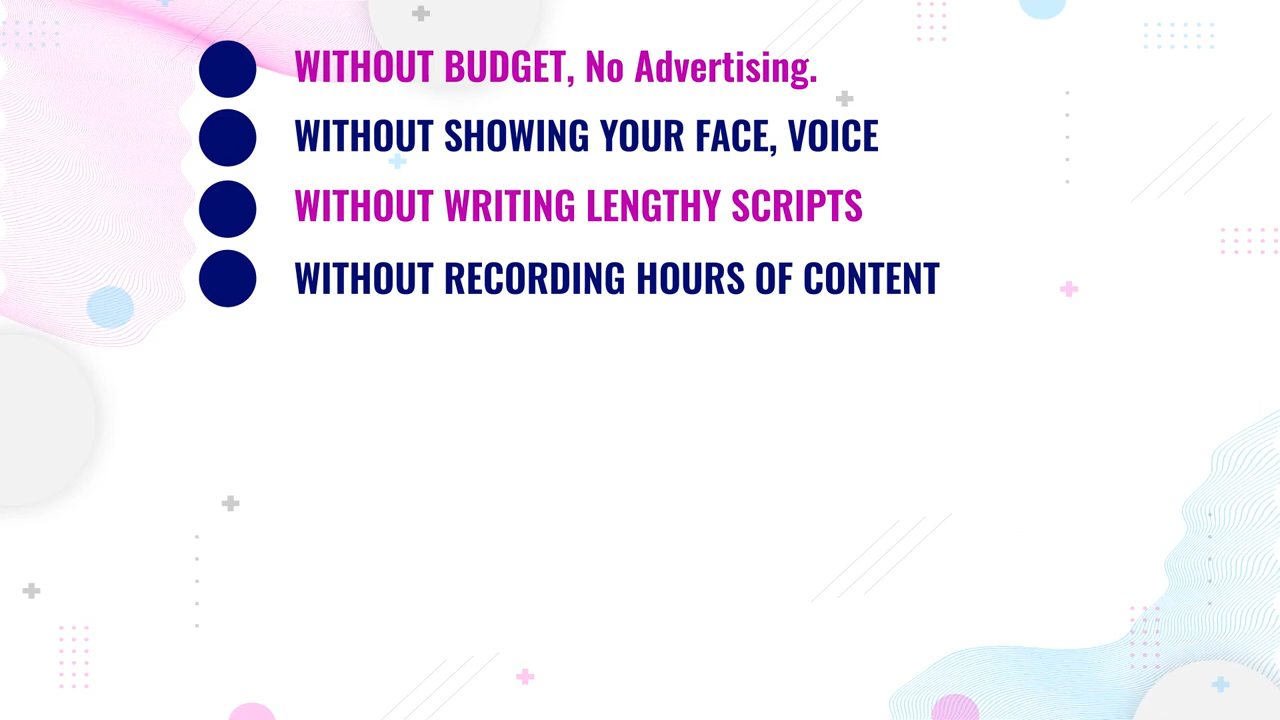 WITHOUT BUDGET, No Advertising.
WITHOUT SHOWING YOUR FACE, VOICE
WITHOUT WRITING LENGTHY SCRIPTS
WITHOUT RECORDING HOURS OF CONTENT